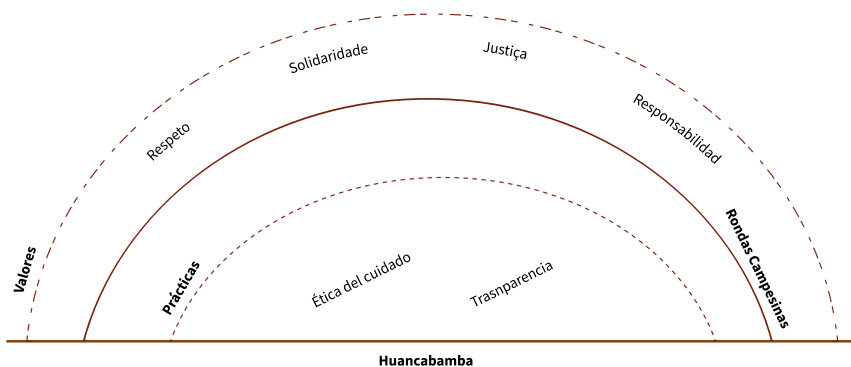 Solidaridade
Justiça
Respeto
Responsabilidad
Valores
Rondas Campesinas
Prácticas
Ética del cuidado
Trasnparencia
Huancabamba